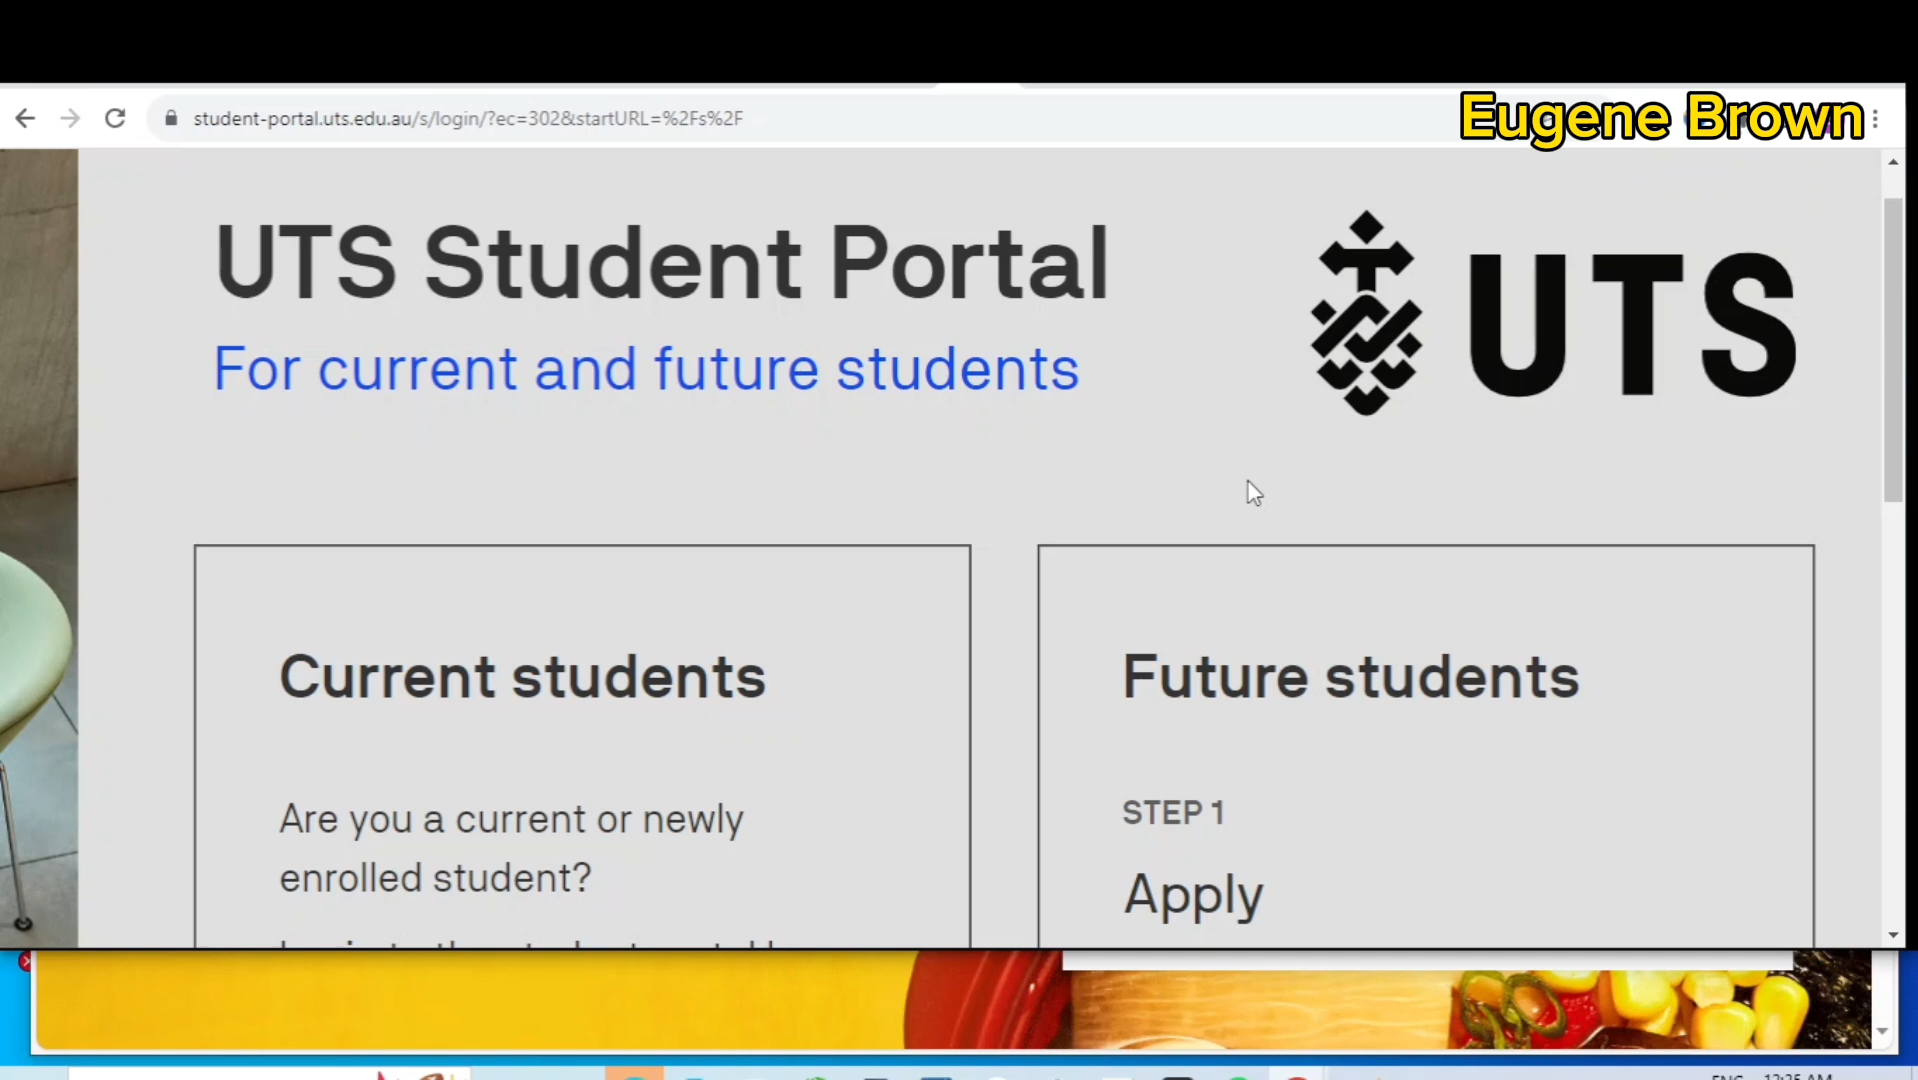 student-portal.uts.edu.au/s/login/?ec=302&startURL=%2Fs%2F
Eugene Brown
UTS Student Portal
For current and future students
UTS
Current students
Future students
Are you a current or newly
enrolled student?
STEP 1
Apply